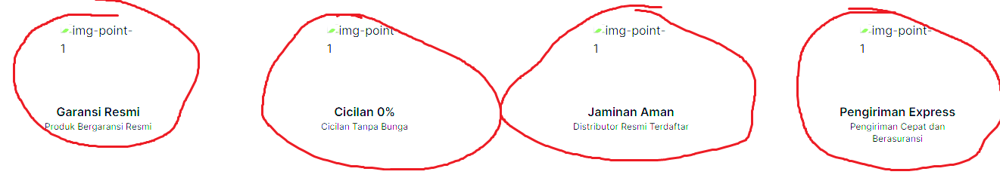 img-point-
1
Garansi Resmi
Produk Bergaransi Resmi
img-point
1
Cicilan 0%
Cicilan Tanpa Bunga
img-point-
1
Jaminan Aman
Distributor Resmi Terdaftar
img-point-
1
Pengiriman Express
Pengiriman Cepat dan
Berasuransi